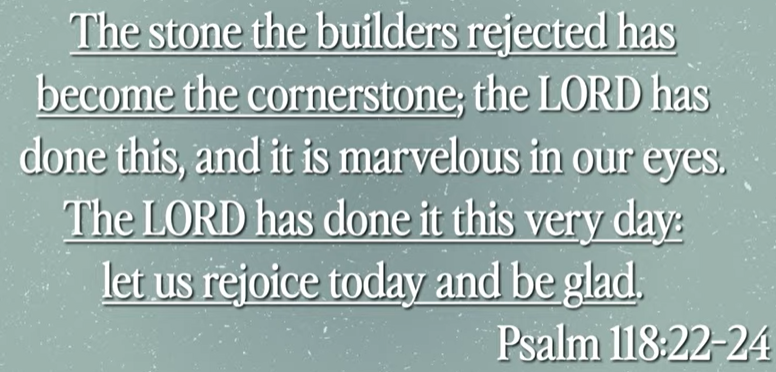 The stone the builders rejected has
become the cornerstone; the LORD has
done this, and it is marvelous in our eyes.
The LORD has done it this very day:
let us rejoice today and be glad.
Psalm 118:22-24